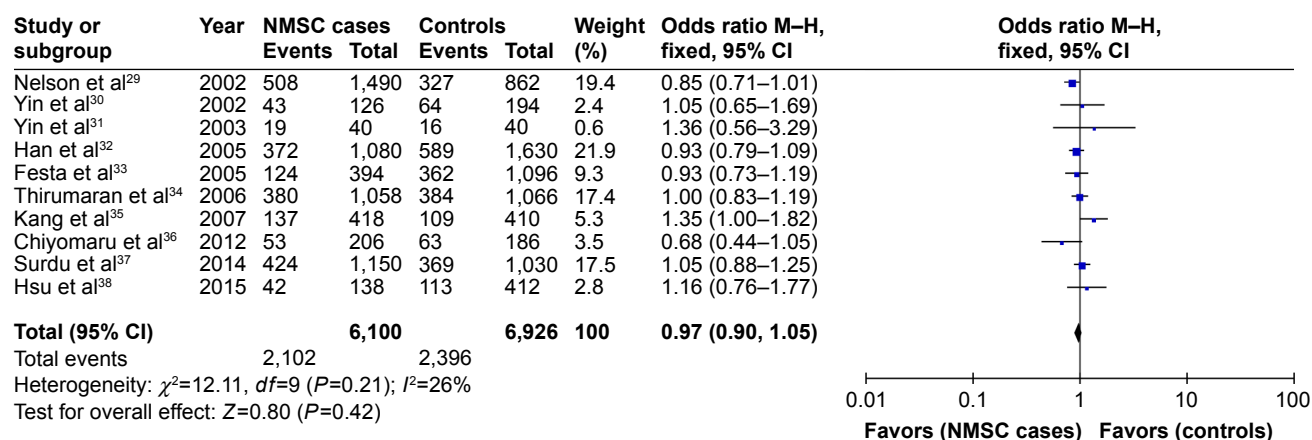 Study or subgroup Year NMSC cases Events Total Controls Events Total Weight (%) Odds ratio M–H, fixed, 95% CI Odds ratio M–H, fixed, 95% CI
Nelson et al29 2002 508 1,490 327 862 19.4 0.85 (0.71–1.01)
Yin et al30 2002 43 126 64 194 2.4 1.05 (0.65–1.69)
Yin et al31 2003 19 40 16 40 0.6 1.36 (0.56–3.29)
Han et al32 2005 372 1,080 589 1,630 21.9 0.93 (0.79–1.09)
Festa et al33 2005 124 394 362 1,096 9.3 0.93 (0.73–1.19)
Thirumaran et al34 2006 380 1,058 384 1,066 17.4 1.00 (0.83–1.19)
Kang et al35 2007 137 418 109 410 5.3 1.35 (1.00–1.82)
Chiyomaru et al36 2012 53 206 63 186 3.5 0.68 (0.44–1.05)
Surdu et al37 2014 424 1,150 369 1,030 17.5 1.05 (0.88–1.25)
Hsu et al38 2015 42 138 113 412 2.8 1.16 (0.76–1.77)
Total (95% CI) 6,100 6,926 100 0.97 (0.90, 1.05)
Total events 2,102 2,396
Heterogeneity: χ2=12.11, df=9 (P=0.21); I2=26%
Test for overall effect: Z=0.80 (P=0.42)
0.01 0.1 1 10 100
Favors (NMSC cases) Favors (controls)